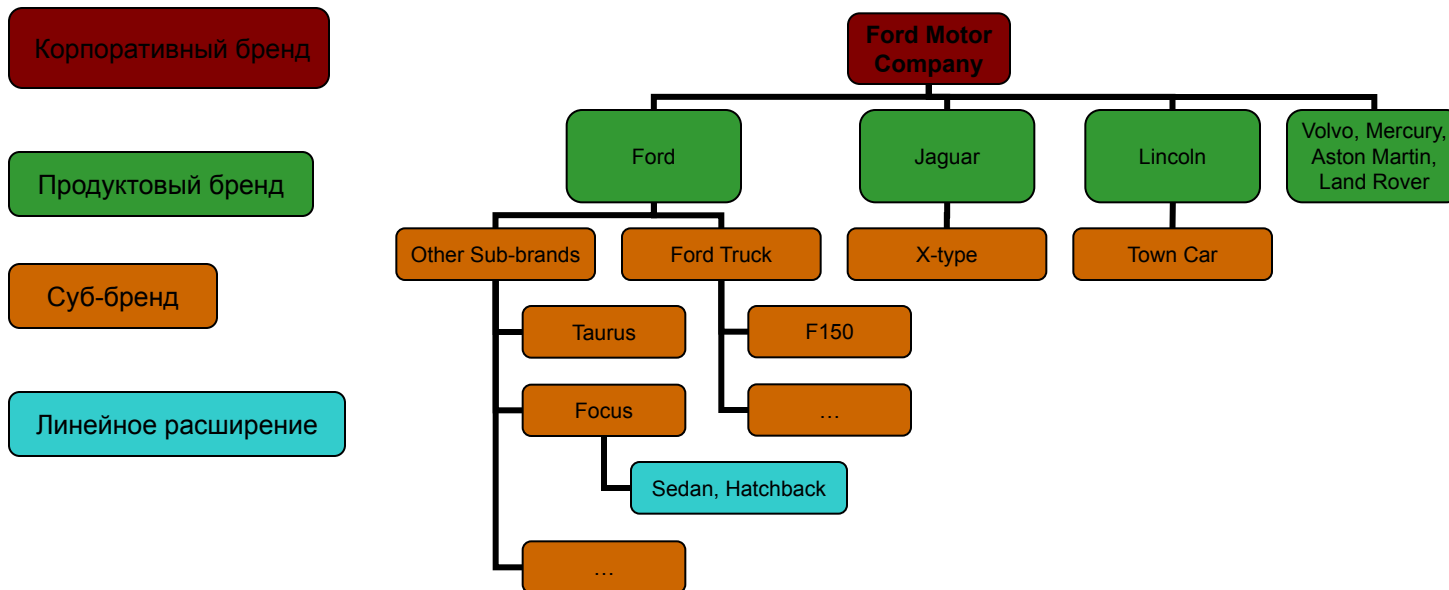 Корпоративный бренд
Ford Motor
Company
Продуктовый бренд
Ford
Jaguar
Lincoln
Volvo, Mercury,
Aston Martin,
Land Rover
Суб-бренд
Other Sub-brands
Ford Truck
X-type
Town Car
Taurus
F150
Линейное расширение
Focus
…
Sedan, Hatchback
…